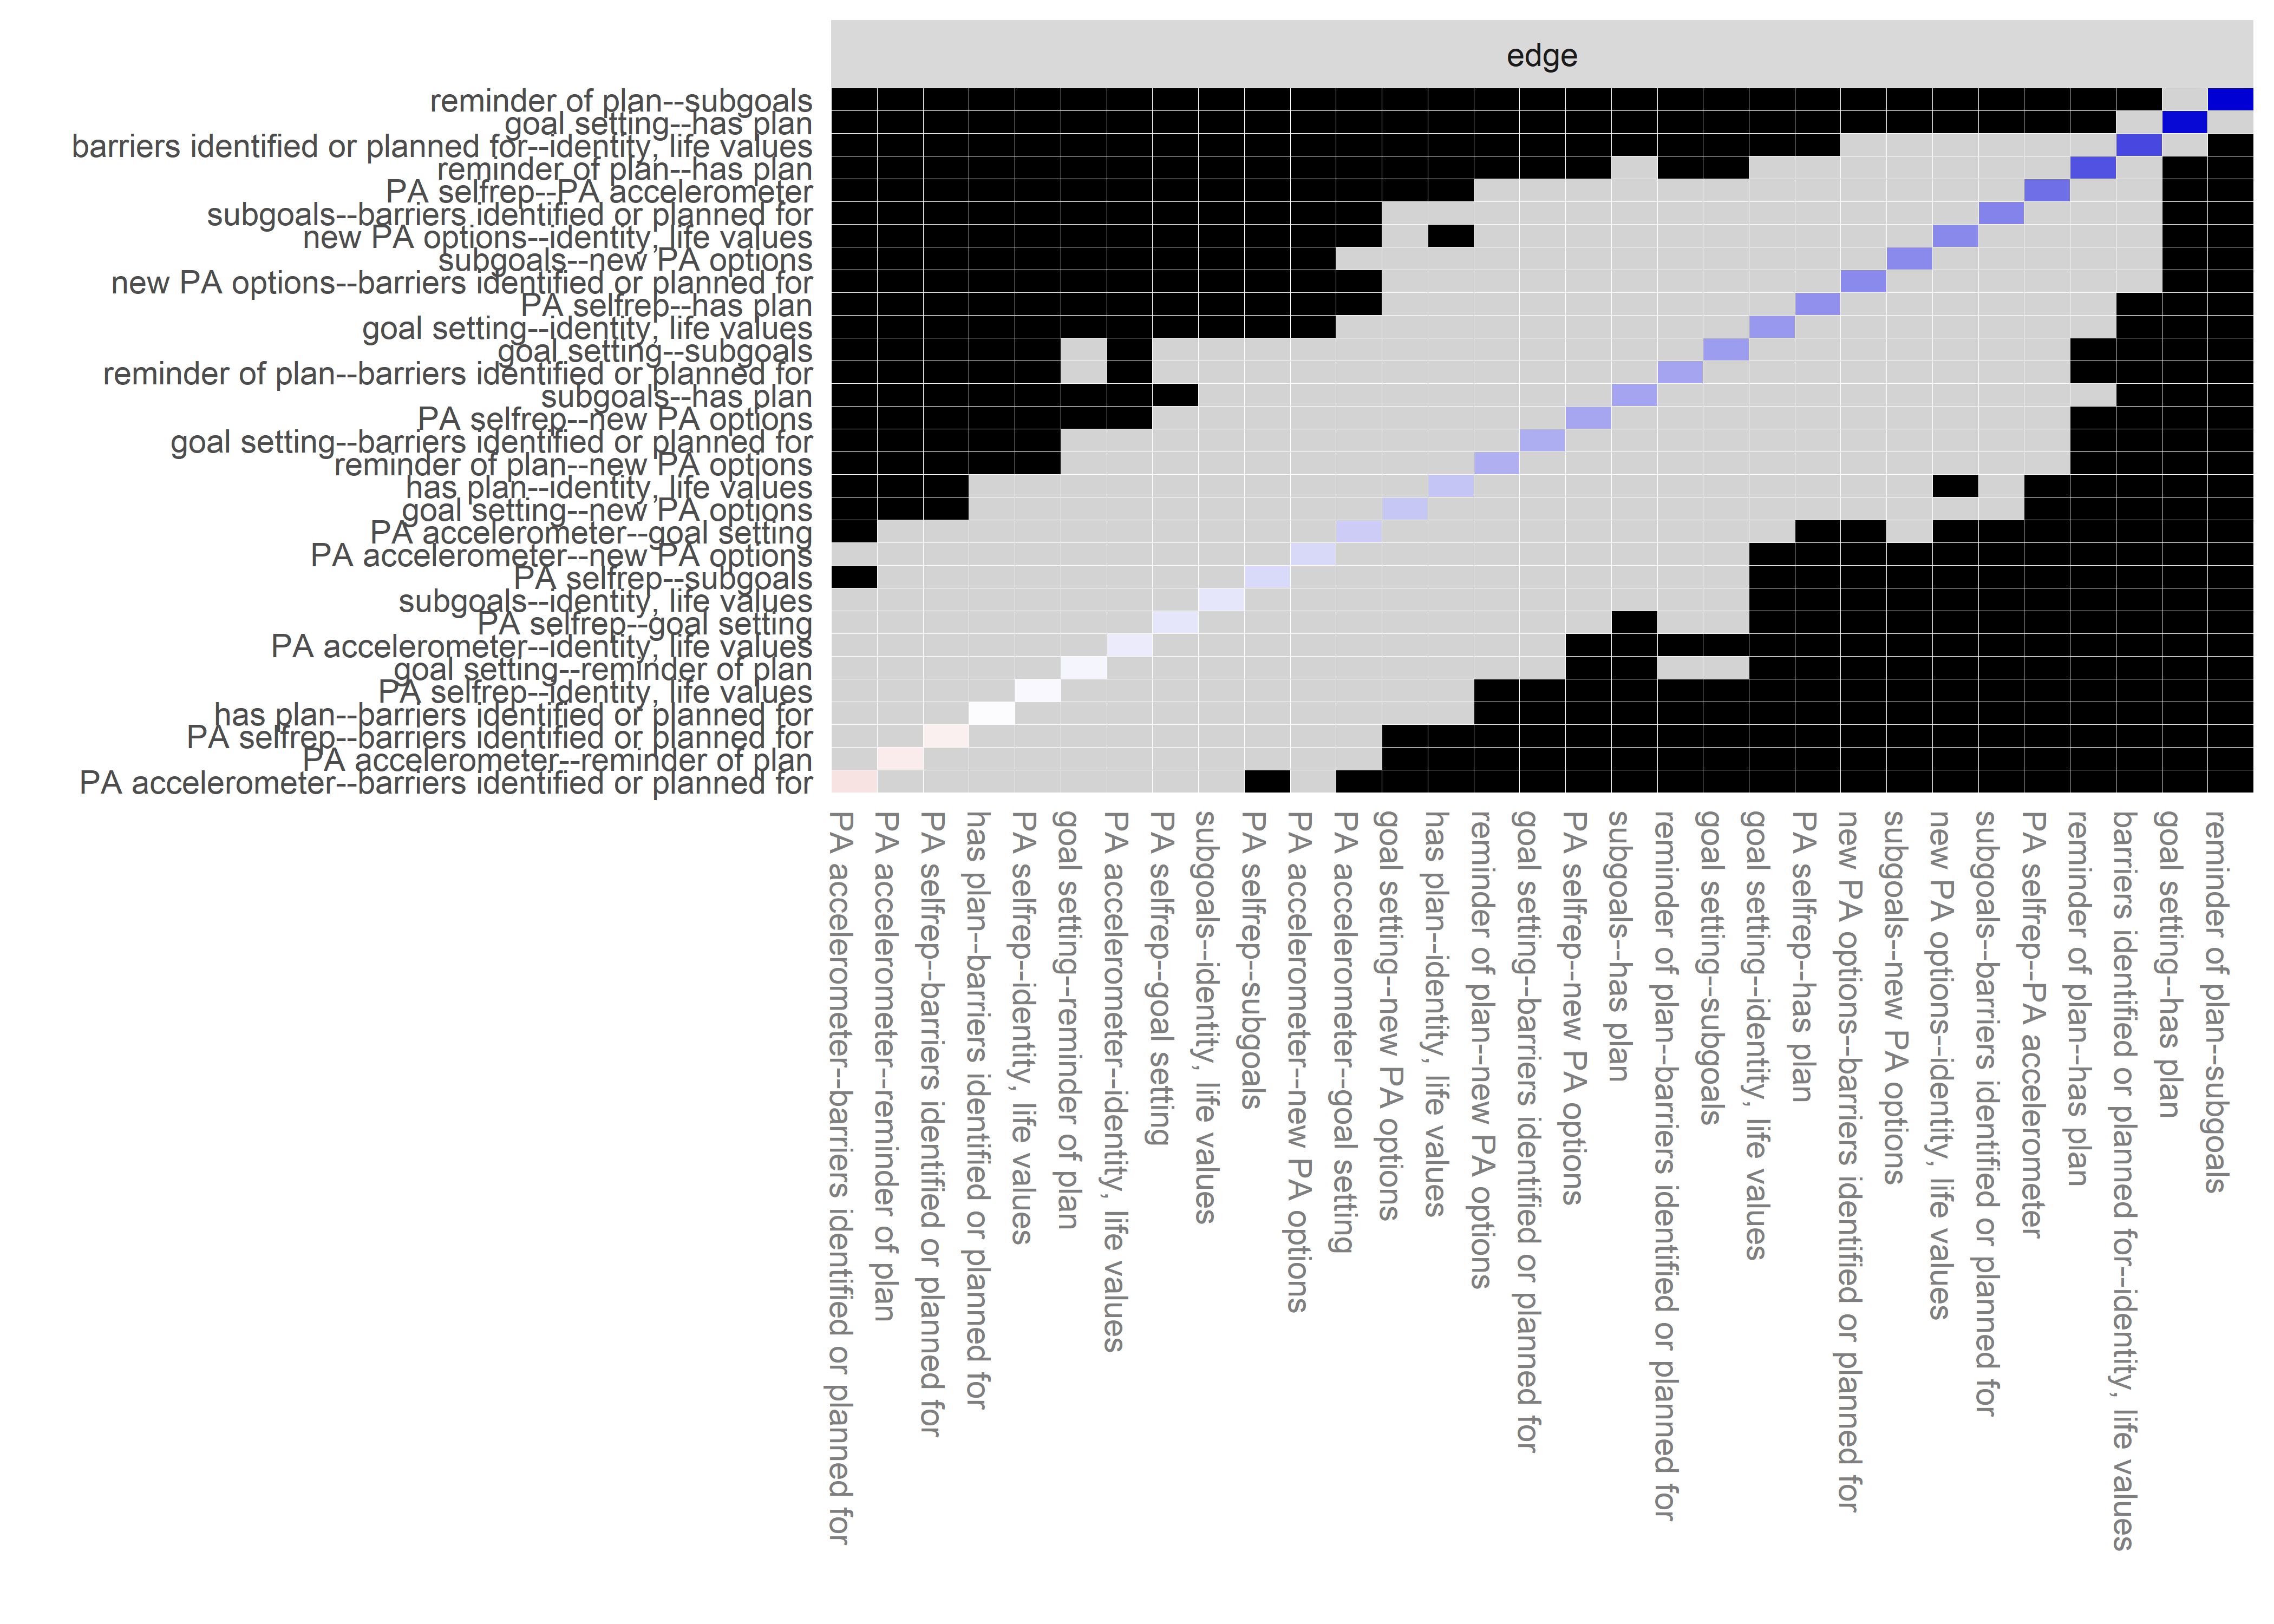 edge
reminder of plan--subgoals
goal setting--has plan
barriers identified or planned for--identity, life values
reminder of plan--has plan
PA selfrep--PA accelerometer
subgoals--barriers identified or planned for
new PA options--identity, life values
subgoals--new PA options
new PA options--barriers identified or planned for
PA selfrep--has plan
goal setting--identity, life values
goal setting--subgoals
reminder of plan--barriers identified or planned for
subgoals--has plan
PA selfrep--new PA options
goal setting--barriers identified or planned for
reminder of plan--new PA options
has plan--identity, life values
goal setting--new PA options
PA accelerometer--goal setting
PA accelerometer--new PA options
PA selfrep--subgoals
subgoals--identity, life values
PA selfrep--goal setting
PA accelerometer--identity, life values
goal setting--reminder of plan
PA selfrep--identity, life values
has plan--barriers identified or planned for
PA selfrep--barriers identified or planned for
PA accelerometer--reminder of plan
PA accelerometer--barriers identified or planned for
PA accelerometer--barriers identified or planned for
PA accelerometer--reminder of plan
PA selfrep--barriers identified or planned for
has plan--barriers identified or planned for
PA selfrep--identity, life values
goal setting--reminder of plan
PA accelerometer--identity, life values
PA selfrep--goal setting
subgoals--identity, life values
PA selfrep--subgoals
PA accelerometer--new PA options
PA accelerometer--goal setting
goal setting--new PA options
has plan--identity, life values
reminder of plan--new PA options
goal setting--barriers identified or planned for
PA selfrep--new PA options
subgoals--has plan
reminder of plan--barriers identified or planned for
goal setting--subgoals
goal setting--identity, life values
PA selfrep--has plan
new PA options--barriers identified or planned for
subgoals--new PA options
new PA options--identity, life values
subgoals--barriers identified or planned for
PA selfrep--PA accelerometer
reminder of plan--has plan
barriers identified or planned for--identity, life values
goal setting--has plan
reminder of plan--subgoals